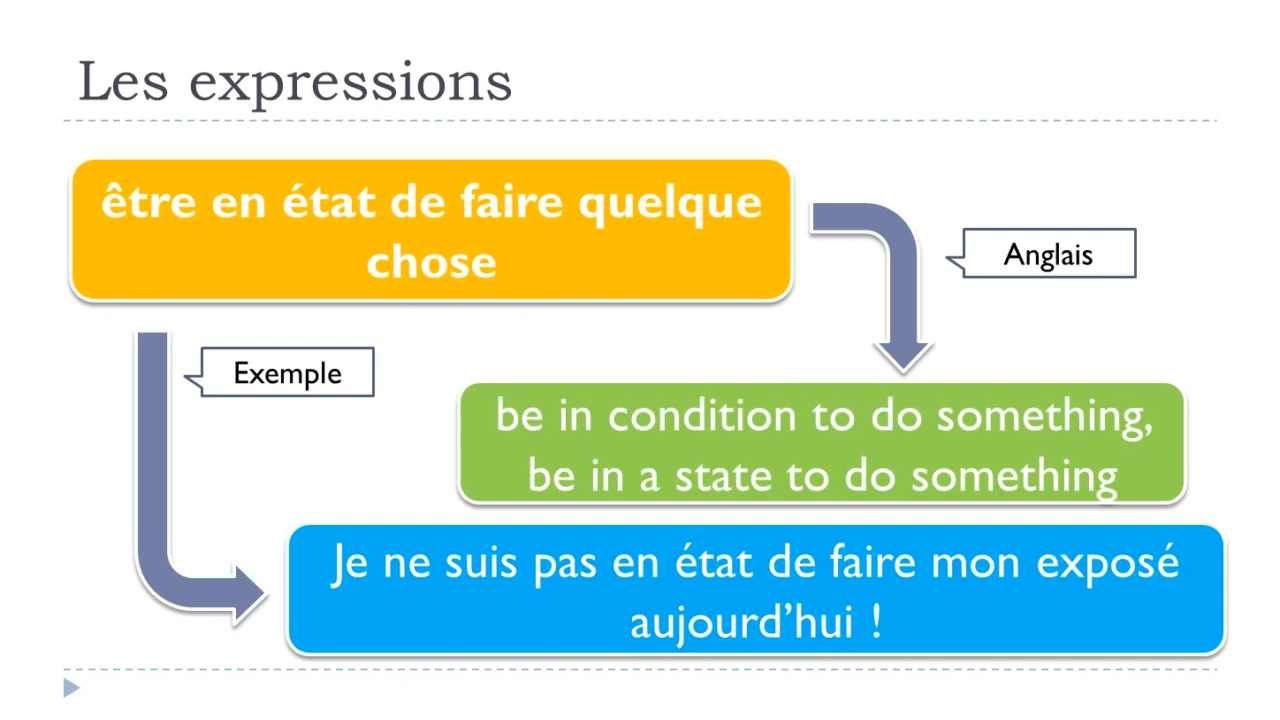 Les expressions
être en état de faire quelque
chose
Anglais
Exemple
be in condition to do something,
be in a state to do something
Je ne suis pas en état de faire mon exposé
aujourd’hui !